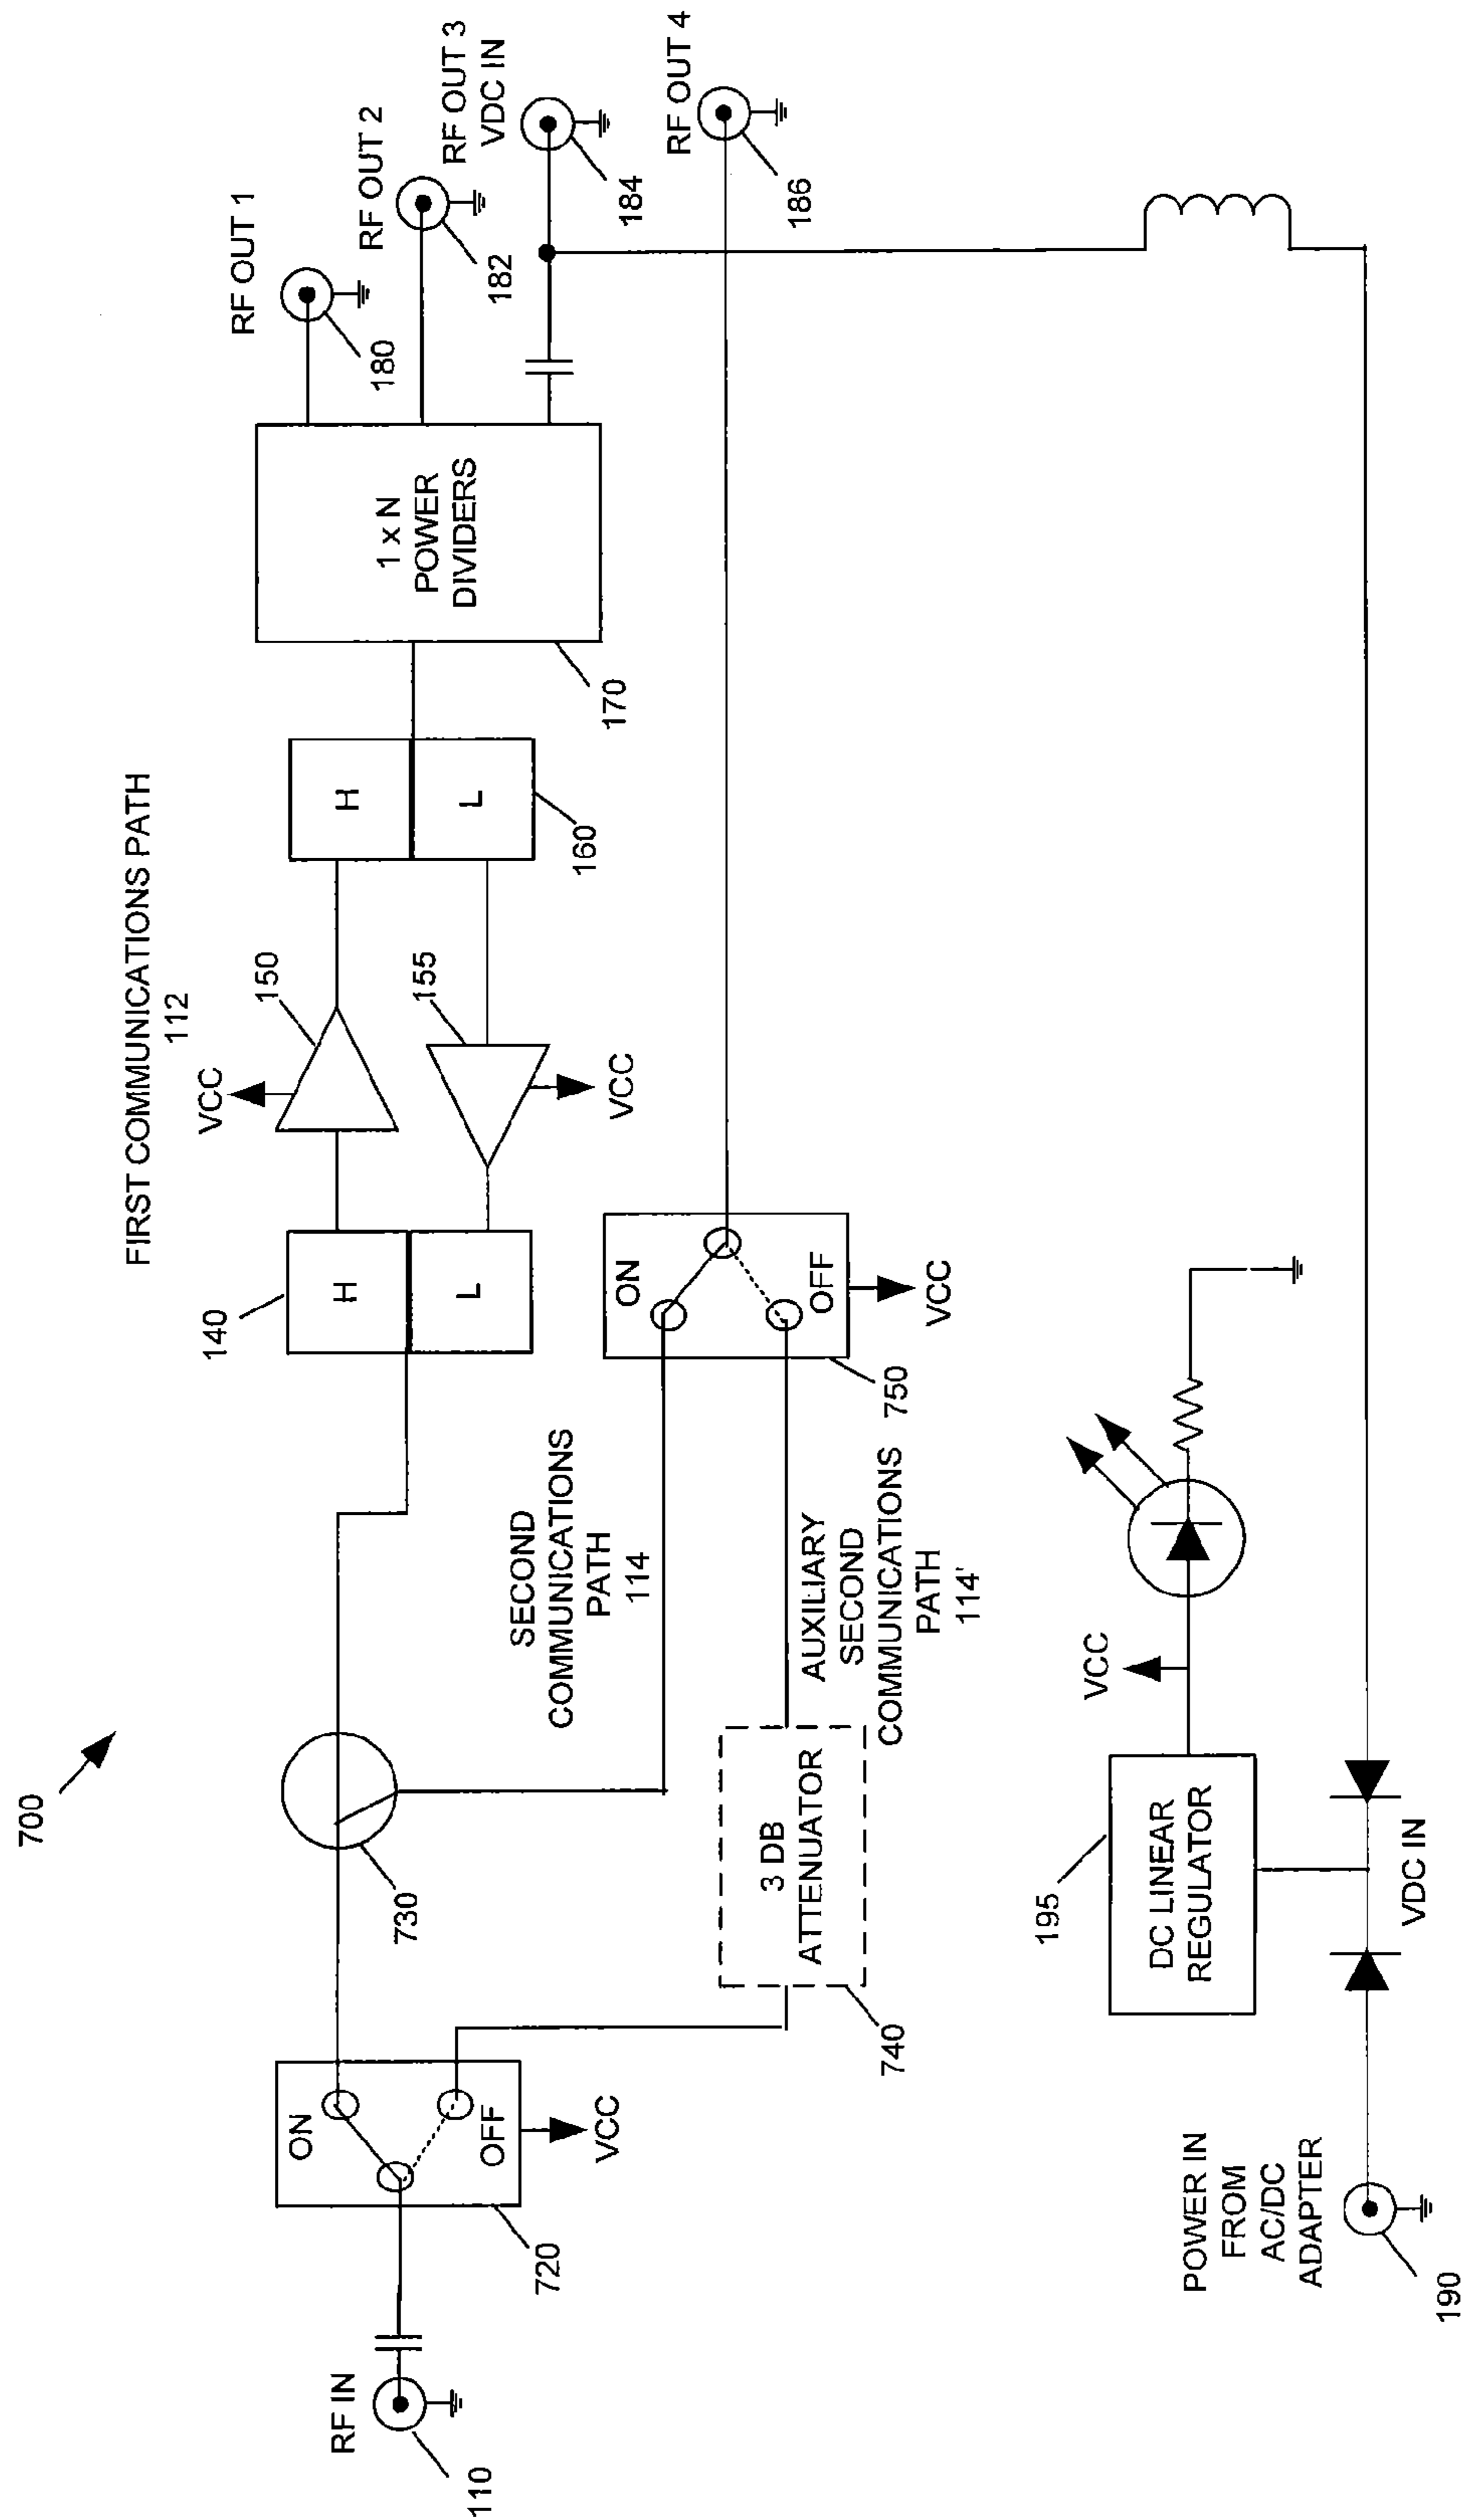 700
FIRST COMMUNICATIONS PATH
112
RF IN
110
ON
OFF
VCC
720
730
140
H
L
VCC
150
155
VCC
H
L
160
1 x N
POWER
DIVIDERS
170
RF OUT 1
180
RF OUT 2
182
RF OUT 3
VDC IN
184
RF OUT 4
186
SECOND
COMMUNICATIONS
PATH
114
3 DB
ATTENUATOR
740
AUXILIARY
SECOND
COMMUNICATIONS
PATH
114'
ON
OFF
VCC
750
POWER IN
FROM
AC/DC
ADAPTER
190
195
DC LINEAR
REGULATOR
VCC
VDC IN